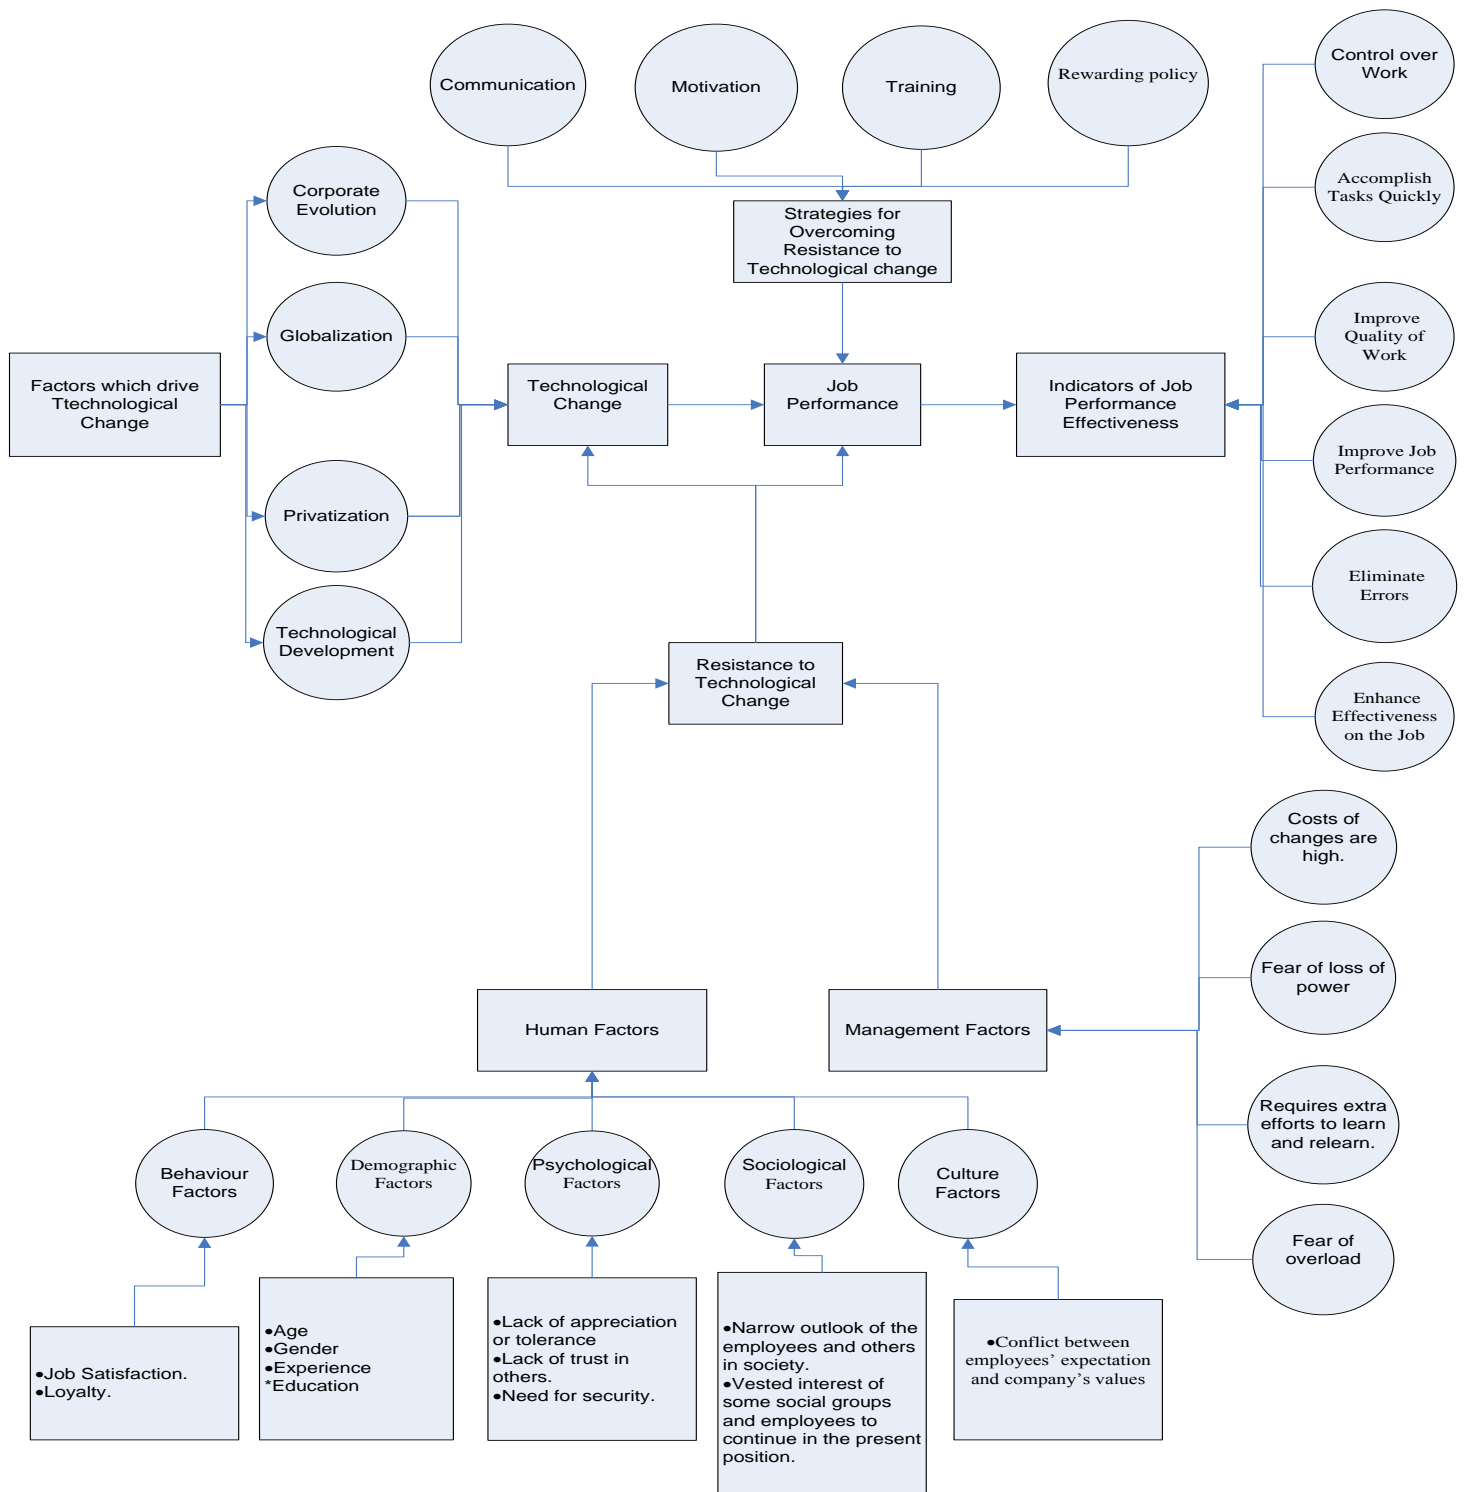 Communication
Motivation
Training
Rewarding policy
Control over
Work
Accomplish
Tasks Quickly
Corporate
Evolution
Strategies for
Overcoming
Resistance to
Technological change
Globalization
Improve
Quality of
Work
Factors which drive
Ttechnological
Change
Technological
Change
Job
Performance
Indicators of Job
Performance
Effectiveness
Improve Job
Performance
Privatization
Eliminate
Errors
Technological
Development
Resistance to
Technological
Change
Enhance
Effectiveness
on the Job
Costs of
changes are
high.
Fear of loss of
power
Human Factors
Management Factors
Requires extra
efforts to learn
and relearn.
Behaviour
Factors
Demographic
Factors
Psychological
Factors
Sociological
Factors
Culture
Factors
Fear of
overload
•Job Satisfaction.
•Loyalty.
•Age
•Gender
•Experience
*Education
•Lack of appreciation
or tolerance
•Lack of trust in
others.
•Need for security.
•Narrow outlook of the
employees and others
in society.
•Vested interest of
some social groups
and employees to
continue in the present
position.
•Conflict between
employees’ expectation
and company’s values